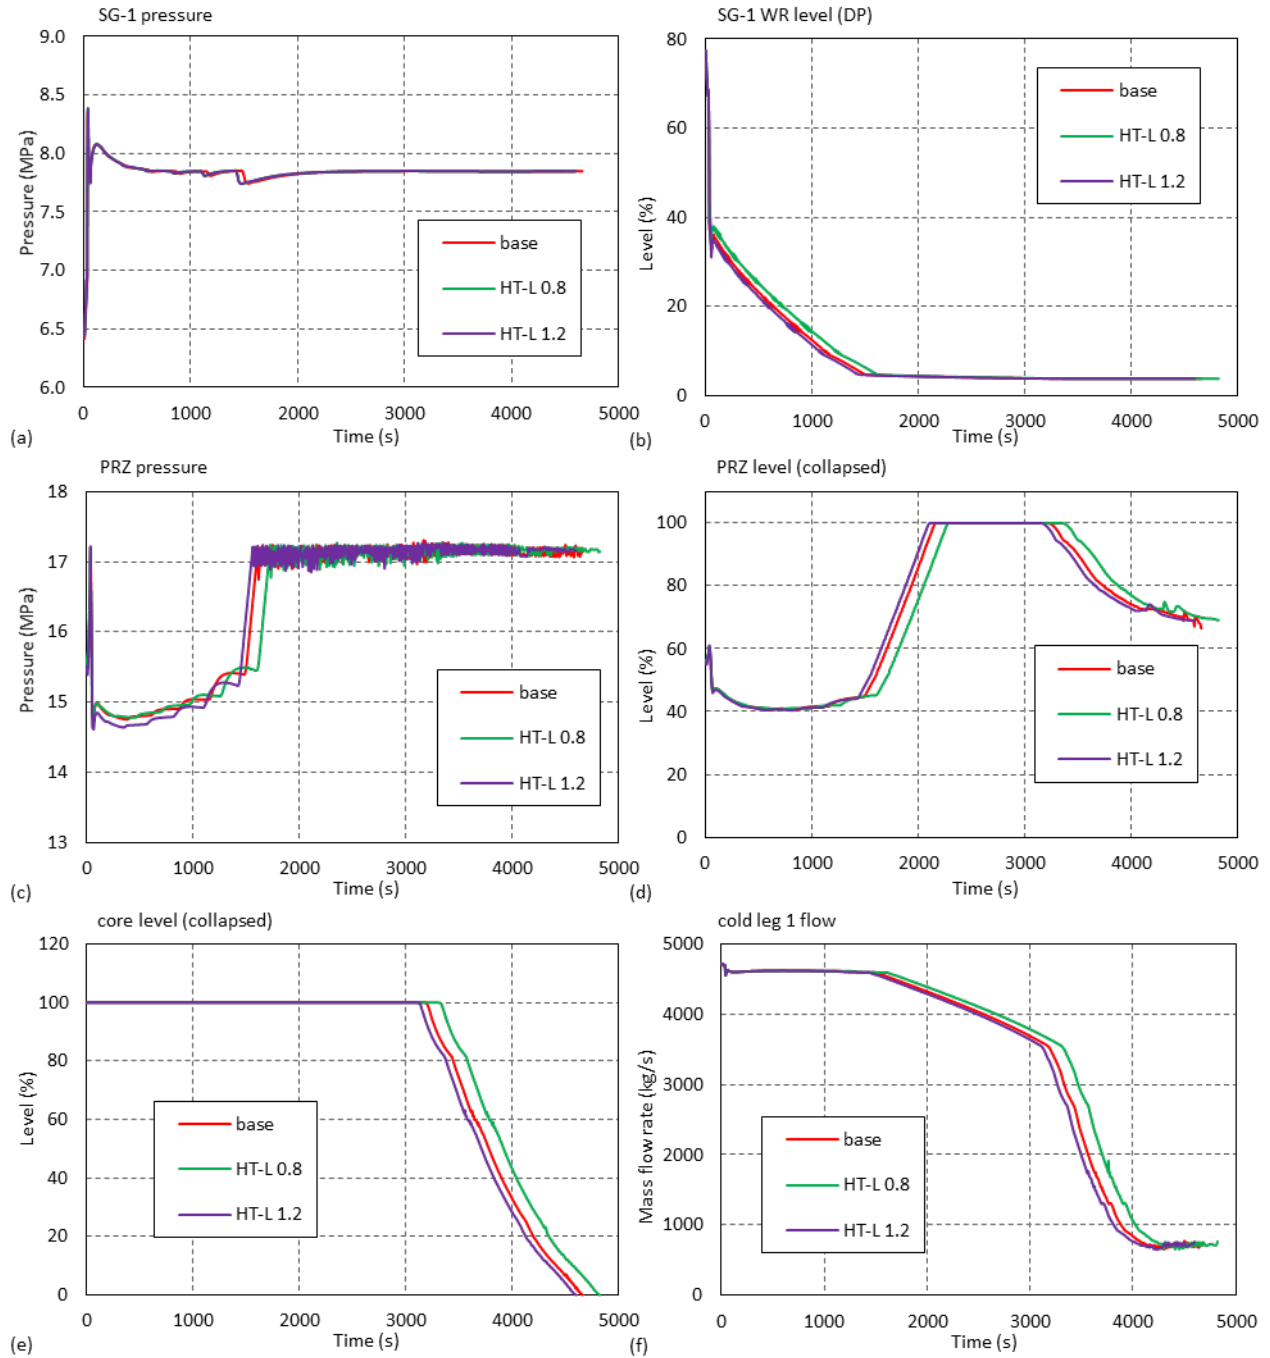 SG-1 pressure
9.0
8.5
8.0
7.5
7.0
6.5
6.0
Pressure (MPa)
base
HT-L 0.8
HT-L 1.2
0 1000 2000 3000 4000 5000
Time (s)
(a)
SG-1 WR level (DP)
80
60
40
20
0
Level (%)
base
HT-L 0.8
HT-L 1.2
0 1000 2000 3000 4000 5000
Time (s)
(b)
PRZ pressure
18
17
16
15
14
13
Pressure (MPa)
base
HT-L 0.8
HT-L 1.2
0 1000 2000 3000 4000 5000
Time (s)
(c)
PRZ level (collapsed)
100
80
60
40
20
0
Level (%)
base
HT-L 0.8
HT-L 1.2
0 1000 2000 3000 4000 5000
Time (s)
(d)
core level (collapsed)
120
100
80
60
40
20
0
Level (%)
base
HT-L 0.8
HT-L 1.2
0 1000 2000 3000 4000 5000
Time (s)
(e)
cold leg 1 flow
5000
4000
3000
2000
1000
0
Mass flow rate (kg/s)
base
HT-L 0.8
HT-L 1.2
0 1000 2000 3000 4000 5000
Time (s)
(f)